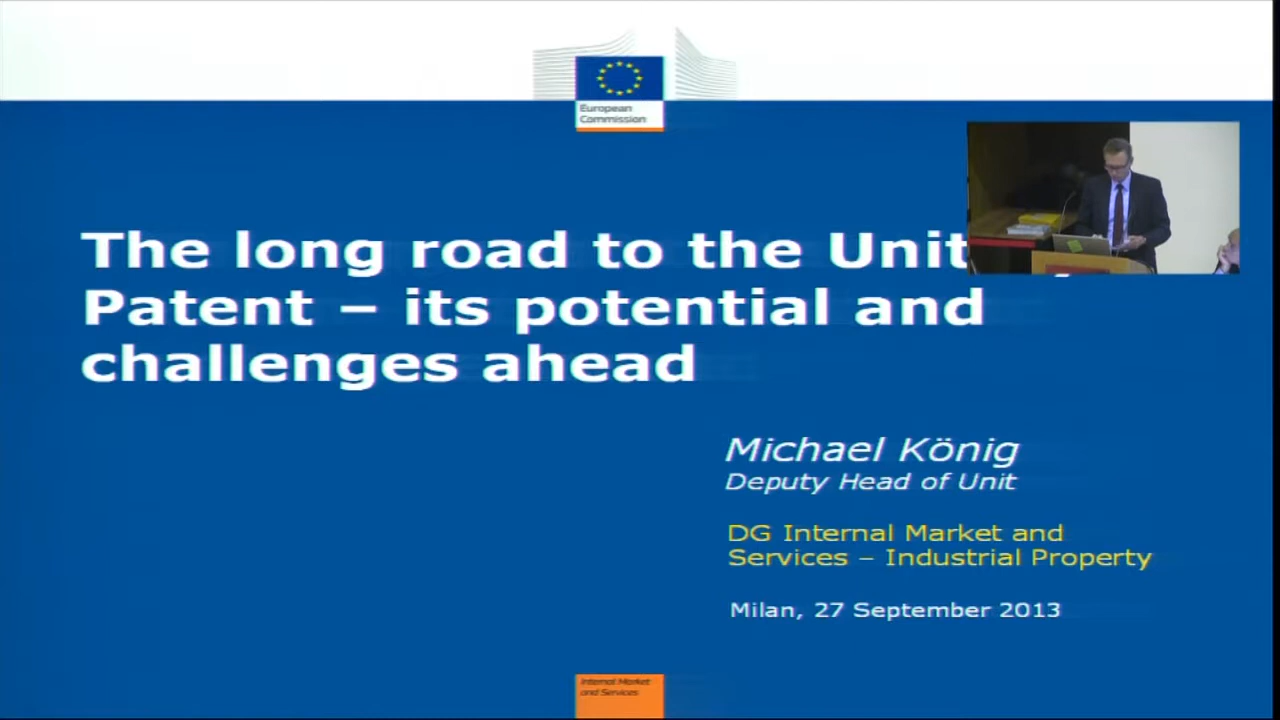 European
Commission
The long road to the Unit
Patent – its potential and
challenges ahead
Michael König
Deputy Head of Unit
DG Internal Market and
Services – Industrial Property
Milan, 27 September 2013
Internal Market
and Services